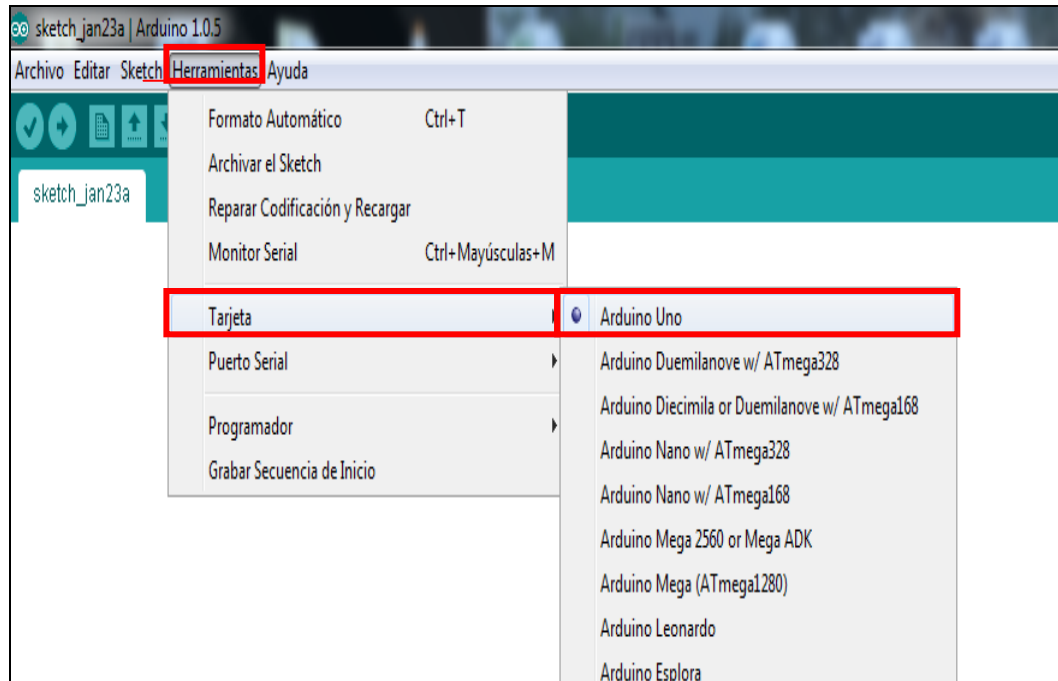 sketch_jan23a | Arduino 1.0.5
Archivo Editar Sketch Herramientas Ayuda
sketch_jan23a
Formato Automático Ctrl+T
Archivar el Sketch
Reparar Codificación y Recargar
Monitor Serial Ctrl+Mayúsculas+M
Tarjeta
Puerto Serial
Programador
Grabar Secuencia de Inicio
Arduino Uno
Arduino Duemilanove w/ ATmega328
Arduino Diecimila or Duemilanove w/ ATmega168
Arduino Nano w/ ATmega328
Arduino Nano w/ ATmega168
Arduino Mega 2560 or Mega ADK
Arduino Mega (ATmega1280)
Arduino Leonardo
Arduino Esplora